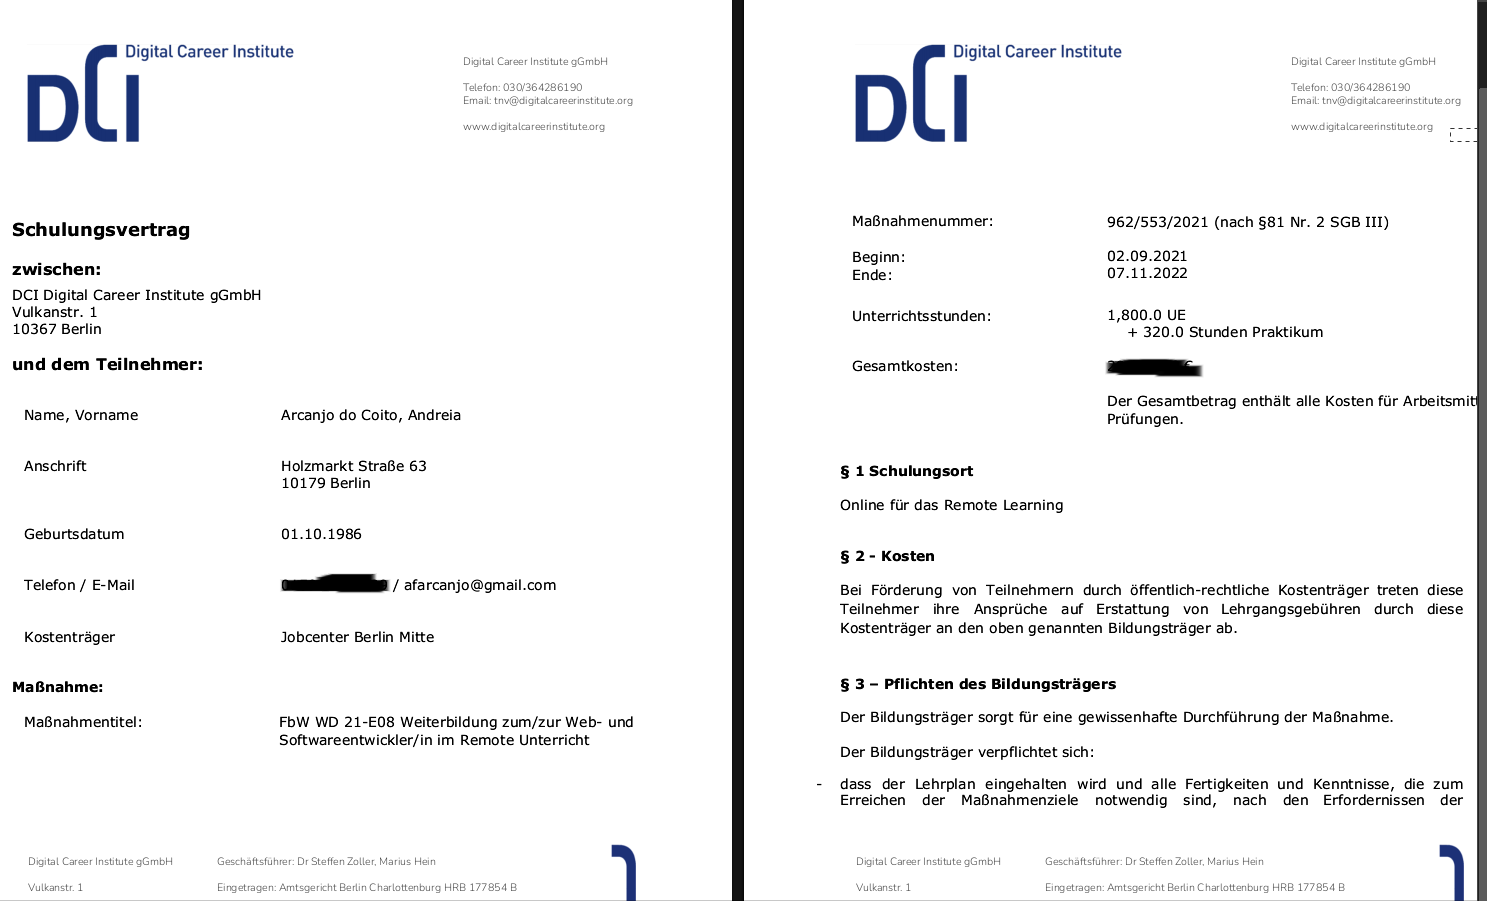 DCI Digital Career Institute
Digital Career Institute gGmbH
Telefon: 030/364286190
Email: tnv@digitalcareerinstitute.org
www.digitalcareerinstitute.org
Schulungsvertrag
zwischen:
DCI Digital Career Institute gGmbH
Vulkanstr. 1
10367 Berlin
und dem Teilnehmer:
Name, Vorname Arcanjo do Coito, Andreia
Anschrift Holzmarkt Straße 63
10179 Berlin
Geburtsdatum 01.10.1986
Telefon / E-Mail / afarcanjo@gmail.com
Kostenträger Jobcenter Berlin Mitte
Maßnahme:
Maßnahmentitel: FbW WD 21-E08 Weiterbildung zum/zur Web- und
Softwareentwickler/in im Remote Unterricht
Digital Career Institute gGmbH Geschäftsführer: Dr Steffen Zoller, Marius Hein
Vulkanstr. 1 Eingetragen: Amtsgericht Berlin Charlottenburg HRB 177854 B
DCI Digital Career Institute
Digital Career Institute gGmbH
Telefon: 030/364286190
Email: tnv@digitalcareerinstitute.org
www.digitalcareerinstitute.org
Maßnahmenummer: 962/553/2021 (nach §81 Nr. 2 SGB III)
Beginn: 02.09.2021
Ende: 07.11.2022
Unterrichtsstunden: 1,800.0 UE
+ 320.0 Stunden Praktikum
Gesamtkosten:
Der Gesamtbetrag enthält alle Kosten für Arbeitsmitt
Prüfungen.
§ 1 Schulungsort
Online für das Remote Learning
§ 2 - Kosten
Bei Förderung von Teilnehmern durch öffentlich-rechtliche Kostenträger treten diese
Teilnehmer ihre Ansprüche auf Erstattung von Lehrgangsgebühren durch diese
Kostenträger an den oben genannten Bildungsträger ab.
§ 3 – Pflichten des Bildungsträgers
Der Bildungsträger sorgt für eine gewissenhafte Durchführung der Maßnahme.
Der Bildungsträger verpflichtet sich:
- dass der Lehrplan eingehalten wird und alle Fertigkeiten und Kenntnisse, die zum
Erreichen der Maßnahmenziele notwendig sind, nach den Erfordernissen der
Digital Career Institute gGmbH Geschäftsführer: Dr Steffen Zoller, Marius Hein
Vulkanstr. 1 Eingetragen: Amtsgericht Berlin Charlottenburg HRB 177854 B